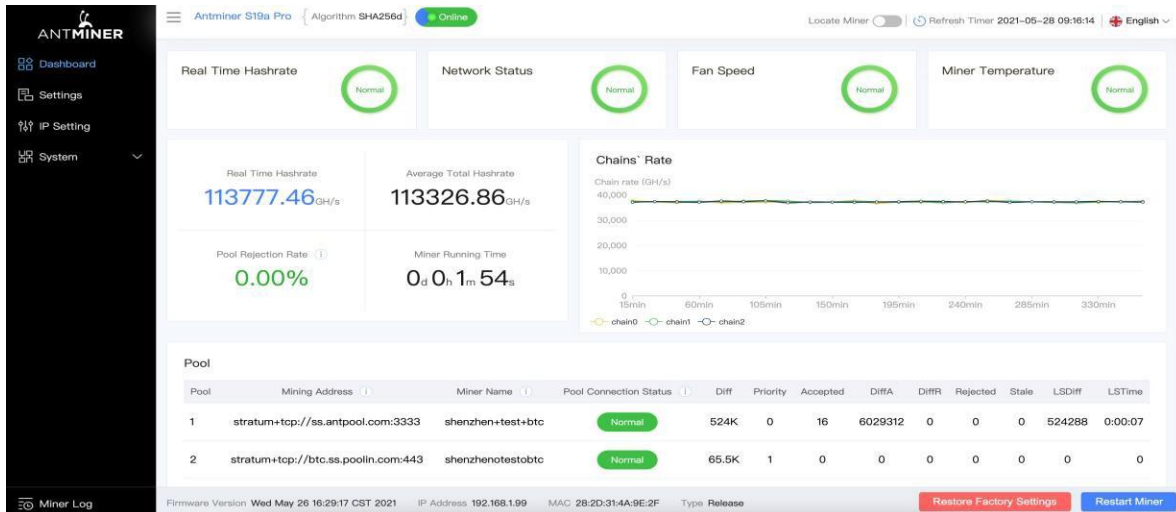 ANTMINER
Antminer S19a Pro { Algorithm SHA256d } Online
Locate Miner Refresh Timer 2021-05-28 09:16:14 English
Dashboard
Settings
IP Setting
System
Miner Log
Real Time Hashrate
Normal
Network Status
Normal
Fan Speed
Normal
Miner Temperature
Normal
Real Time Hashrate
113777.46GH/s
Average Total Hashrate
113326.86GH/s
Pool Rejection Rate i
0.00%
Miner Running Time
0d 0h 1m 54s
Chains` Rate
Chain rate (GH/s)
40,000
30,000
20,000
10,000
0
15min 60min 105min 150min 195min 240min 285min 330min
chain0 chain1 chain2
Pool
Pool Mining Address i Miner Name i Pool Connection Status i Diff Priority Accepted DiffA DiffR Rejected Stale LSDiff LSTime
1 stratum+tcp://ss.antpool.com:3333 shenzhen+test+btc Normal 524K 0 16 6029312 0 0 0 524288 0:00:07
2 stratum+tcp://btc.ss.poolin.com:443 shenzhenotestobtc Normal 65.5K 1 0 0 0 0 0 0 0
Firmware Version Wed May 26 16:29:17 CST 2021 IP Address 192.168.1.99 MAC 28:2D:31:4A:9E:2F Type Release
Restore Factory Settings Restart Miner